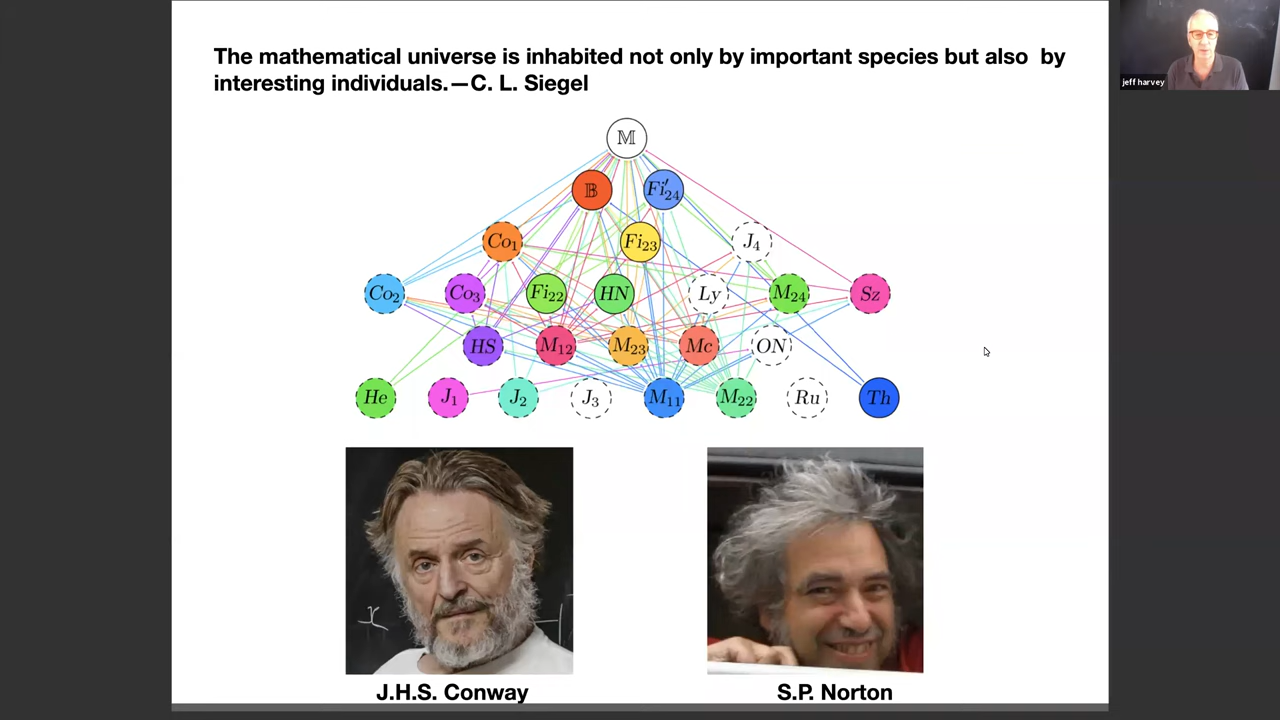 The mathematical universe is inhabited not only by important species but also by
interesting individuals.—C. L. Siegel
jeff harvey
𝕄
𝔹 Fi′24
Co1 Fi23 J4
Co2 Co3 Fi22 HN Ly M24 Sz
HS M12 M23 Mc ON
He J1 J2 J3 M11 M22 Ru Th
J.H.S. Conway S.P. Norton